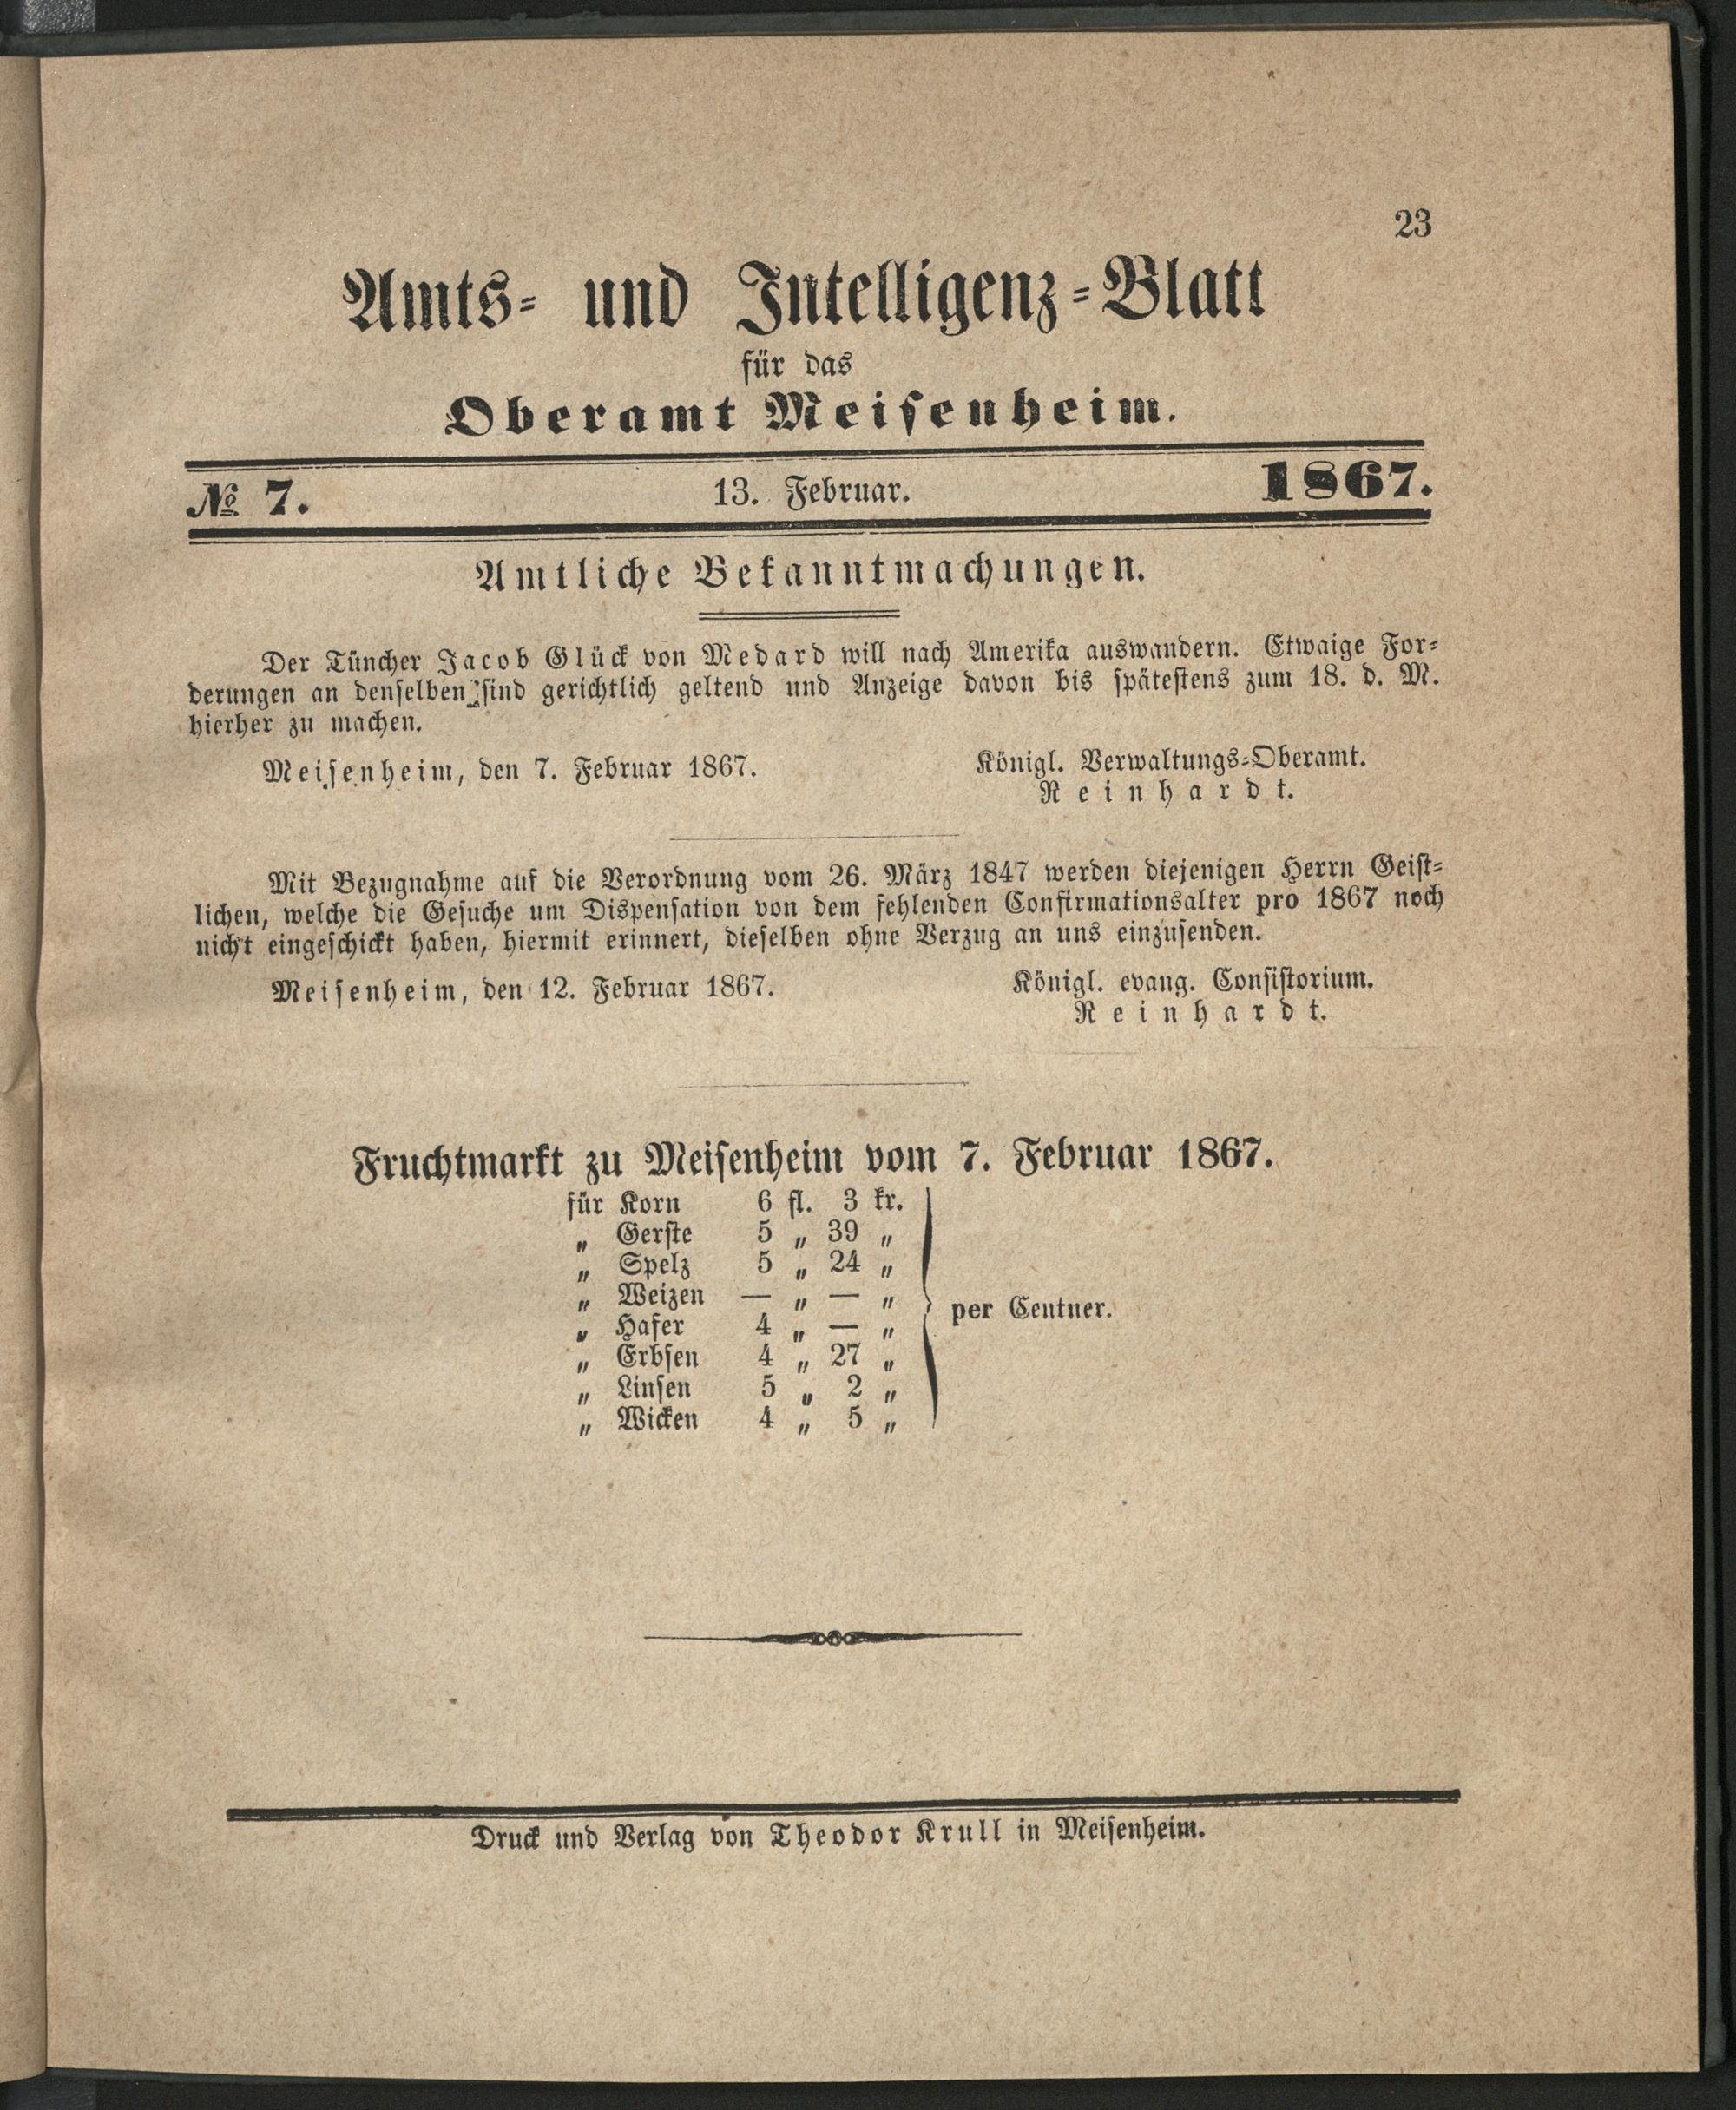 23
Amts- und Intelligenz-Blatt
für das
Oberamt Meisenheim.
№ 7. 13. Februar. 1867.
Amtliche Bekanntmachungen.
Der Tüncher Jacob Glück von Medard will nach Amerika auswandern. Etwaige For-
derungen an denselben sind gerichtlich geltend und Anzeige davon bis spätestens zum 18. d. M.
hierher zu machen.
Meisenheim, den 7. Februar 1867. Königl. Verwaltungs-Oberamt.
Reinhardt.
Mit Bezugnahme auf die Verordnung vom 26. März 1847 werden diejenigen Herrn Geist-
lichen, welche die Gesuche um Dispensation von dem fehlenden Confirmationsalter pro 1867 noch
nicht eingeschickt haben, hiermit erinnert, dieselben ohne Verzug an uns einzusenden.
Meisenheim, den 12. Februar 1867. Königl. evang. Consistorium.
Reinhardt.
Fruchtmarkt zu Meisenheim vom 7. Februar 1867.
für Korn 6 fl. 3 kr.
„ Gerste 5 „ 39 „
„ Spelz 5 „ 24 „
„ Weizen — „ — „
„ Hafer 4 „ — „
„ Erbsen 4 „ 27 „
„ Linsen 5 „ 2 „
„ Wicken 4 „ 5 „
per Centner.
Druck und Verlag von Theodor Krull in Meisenheim.